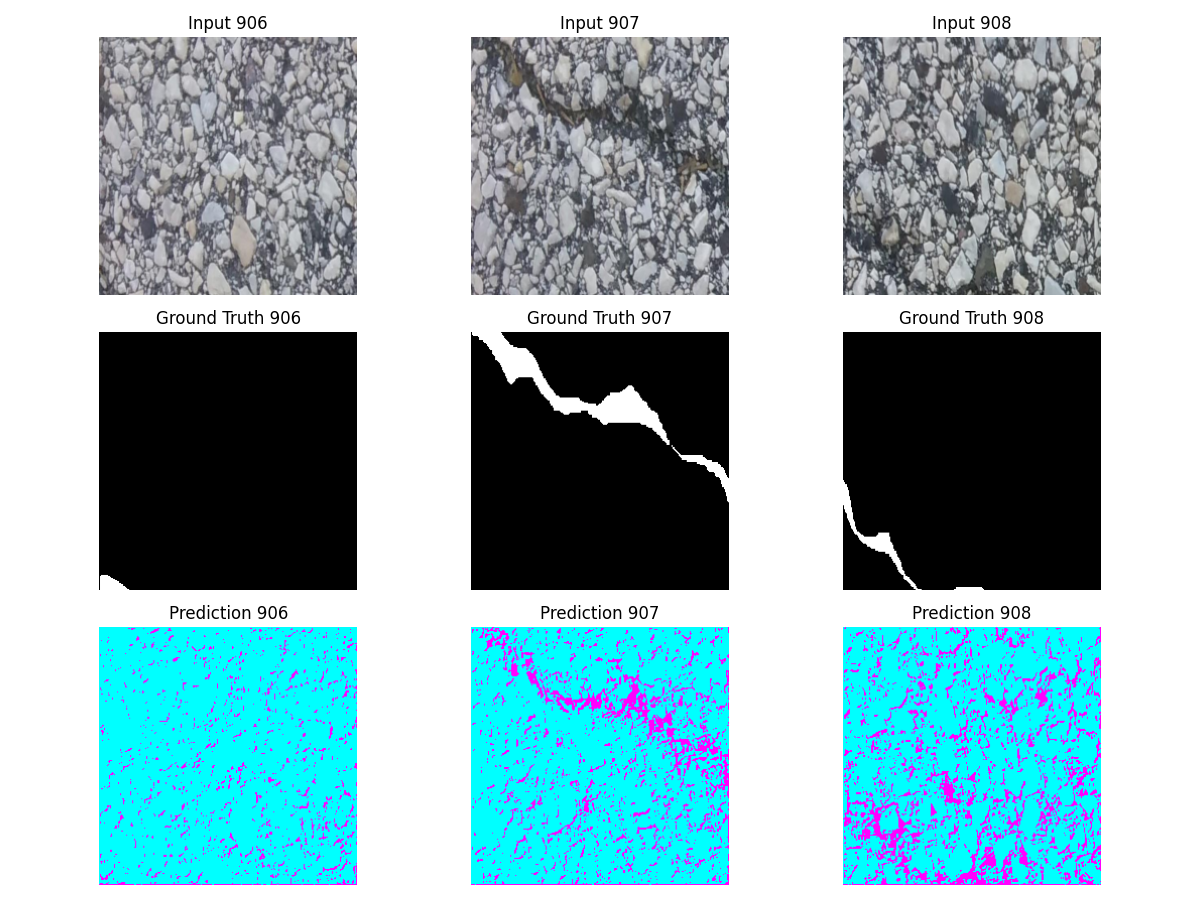 Input 906
Input 907
Input 908
Ground Truth 906
Ground Truth 907
Ground Truth 908
Prediction 906
Prediction 907
Prediction 908